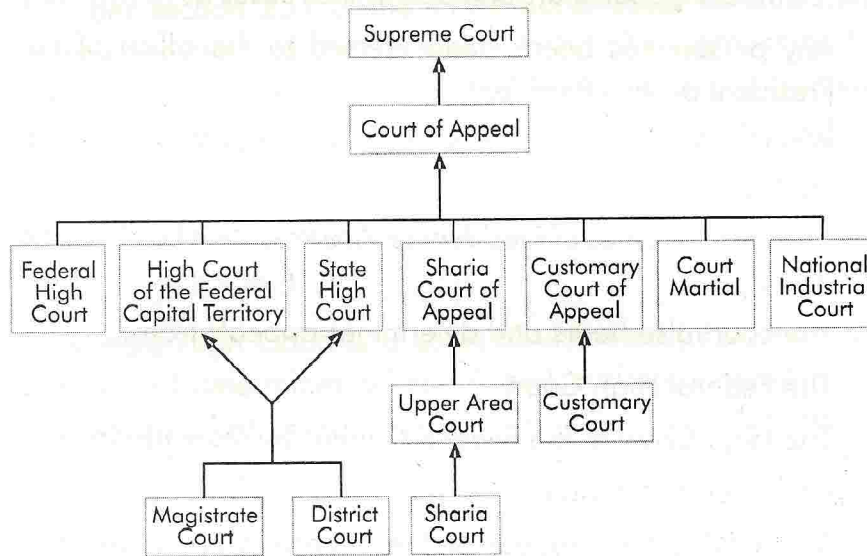 Supreme Court
Court of Appeal
Federal
High
Court
High Court
of the Federal
Capital Territory
State
High
Court
Sharia
Court of
Appeal
Customary
Court of
Appeal
Court
Martial
National
Industrial
Court
Upper Area
Court
Customary
Court
Magistrate
Court
District
Court
Sharia
Court